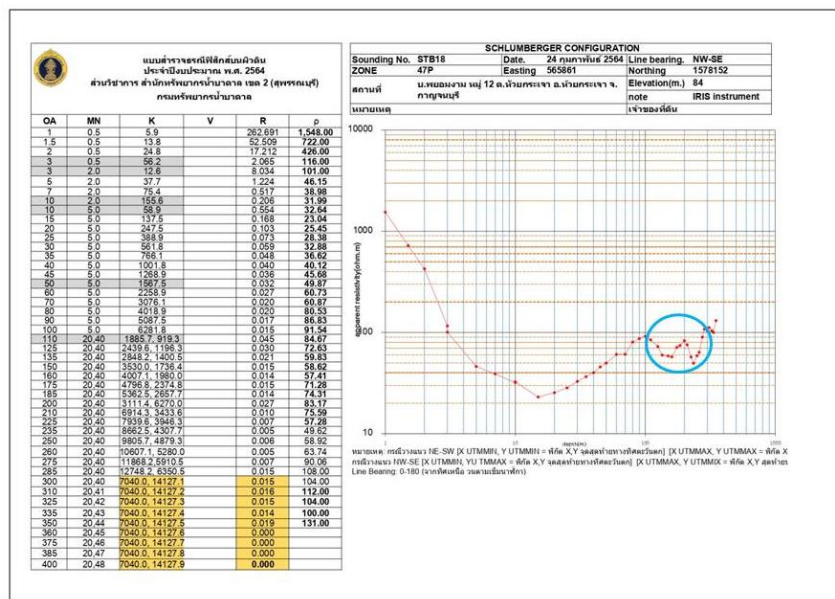 แบบสำรวจธรณีฟิสิกส์บนผิวดิน
ประจำปีงบประมาณ พ.ศ. 2564
ส่วนวิชาการ สำนักทรัพยากรน้ำบาดาล เขต 2 (สุพรรณบุรี)
กรมทรัพยากรน้ำบาดาล
SCHLUMBERGER CONFIGURATION
Sounding No. STB18 Date. 24 กุมภาพันธ์ 2564 Line bearing. NW-SE
ZONE 47P Easting 565861 Northing 1578152
สถานที่ บ.พยอมงาม หมู่ 12 ต.ห้วยกระเจา อ.ห้วยกระเจา จ.กาญจนบุรี Elevation(m.) 84
note IRIS instrument
หมายเหตุ เจ้าของที่ดิน
OA MN K V R ρ
1 0.5 5.9 262.691 1,548.00
1.5 0.5 13.8 52.509 722.00
2 0.5 24.8 17.212 426.00
3 0.5 56.2 2.065 116.00
3 2.0 12.6 8.034 101.00
5 2.0 37.7 1.224 46.15
7 2.0 75.4 0.517 38.98
10 2.0 155.6 0.206 31.99
10 5.0 58.9 0.554 32.64
15 5.0 137.5 0.168 23.04
20 5.0 247.5 0.103 25.45
25 5.0 388.9 0.073 28.38
30 5.0 561.8 0.059 32.88
35 5.0 766.1 0.048 36.62
40 5.0 1001.8 0.040 40.12
45 5.0 1268.9 0.036 45.68
50 5.0 1567.5 0.032 49.87
60 5.0 2258.9 0.027 60.73
70 5.0 3076.1 0.020 60.87
80 5.0 4018.9 0.020 80.53
90 5.0 5087.5 0.017 86.83
100 5.0 6281.8 0.015 91.54
110 20,40 1885.7, 919.3 0.045 84.67
125 20,40 2439.6, 1196.3 0.030 72.63
135 20,40 2848.2, 1400.5 0.021 59.83
150 20,40 3530.0, 1736.4 0.015 58.62
160 20,40 4007.1, 1980.0 0.014 57.41
175 20,40 4796.8, 2374.8 0.015 71.28
185 20,40 5362.5, 2657.7 0.014 74.31
200 20,40 3111.4, 6270.0 0.027 83.17
210 20,40 6914.3, 3433.6 0.010 75.59
225 20,40 7939.6, 3946.3 0.007 57.28
235 20,40 8662.5, 4307.7 0.005 49.62
250 20,40 9805.7, 4879.3 0.006 58.92
260 20,40 10607.1, 5280.0 0.005 63.74
275 20,40 11868.2,5910.5 0.007 90.06
285 20,40 12748.2, 6350.5 0.015 108.00
300 20,40 7040.0, 14127.1 0.015 104.00
310 20,41 7040.0, 14127.2 0.016 112.00
325 20,42 7040.0, 14127.3 0.015 104.00
335 20,43 7040.0, 14127.4 0.015 100.00
350 20,44 7040.0, 14127.5 0.019 131.00
360 20,45 7040.0, 14127.6 0.000
375 20,46 7040.0, 14127.7 0.000
385 20,47 7040.0, 14127.8 0.000
400 20,48 7040.0, 14127.9 0.000
10000
1000
100
10
apparent resistivity(ohm.m)
1 10 100 1000
depth(m)
หมายเหตุ: กรณีวางแนว NE-SW [X UTMMIN, Y UTMMIN = พิกัด X,Y จุดสุดท้ายทางทิศตะวันตก] [X UTMMAX, Y UTMMAX = พิกัด X
กรณีวางแนว NW-SE [X UTMMIN, YU TMMAX = พิกัด X,Y จุดสุดท้ายทางทิศตะวันตก] [X UTMMAX, Y UTMMIX = พิกัด X,Y สุดท้าย
Line Bearing: 0-180 (จากทิศเหนือ วนตามเข็มนาฬิกา)